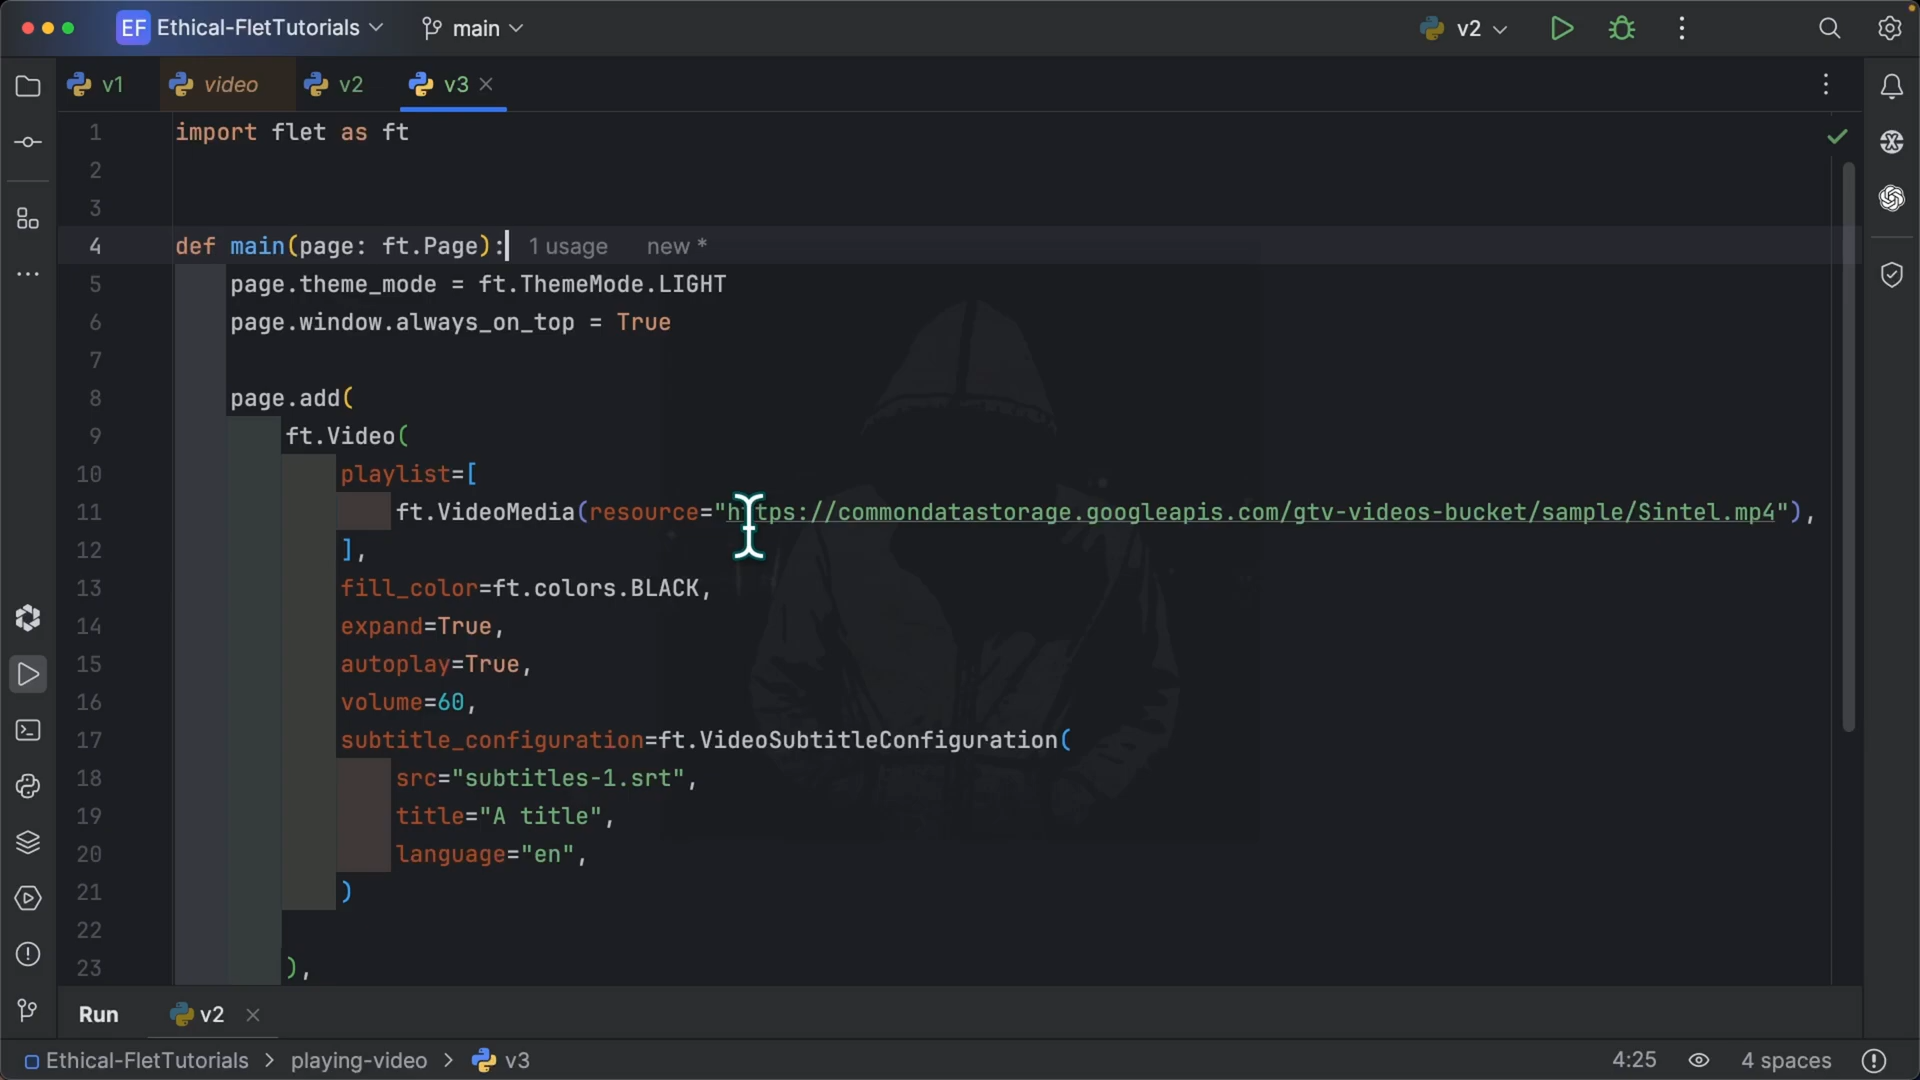 EF Ethical-FletTutorials main v2
v1 video v2 v3
1 import flet as ft
2
3
4 def main(page: ft.Page): 1 usage new *
5 page.theme_mode = ft.ThemeMode.LIGHT
6 page.window.always_on_top = True
7
8 page.add(
9 ft.Video(
10 playlist=[
11 ft.VideoMedia(resource="https://commondatastorage.googleapis.com/gtv-videos-bucket/sample/Sintel.mp4"),
12 ],
13 fill_color=ft.colors.BLACK,
14 expand=True,
15 autoplay=True,
16 volume=60,
17 subtitle_configuration=ft.VideoSubtitleConfiguration(
18 src="subtitles-1.srt",
19 title="A title",
20 language="en",
21 )
22
23 ),
Run v2
Ethical-FletTutorials > playing-video > v3 4:25 4 spaces